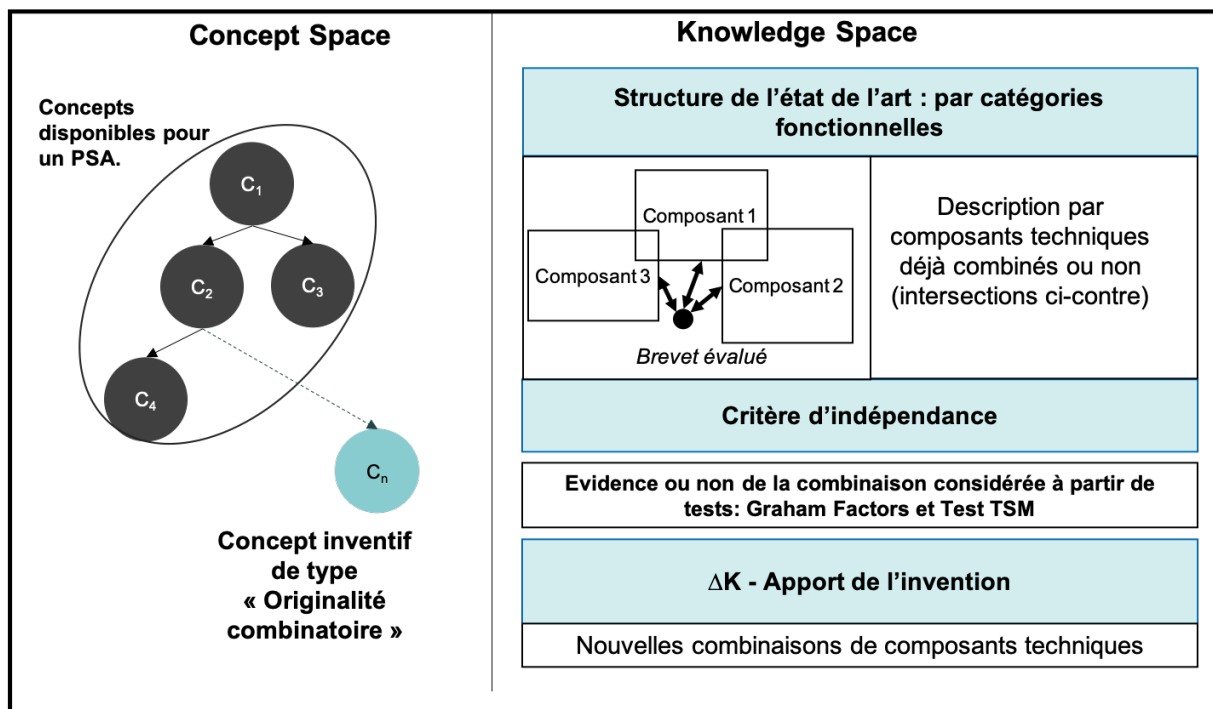 Concept Space
Concepts
disponibles pour
un PSA.
C₁
C₂
C₃
C₄
Cₙ
Concept inventif
de type
« Originalité
combinatoire »
Knowledge Space
Structure de l’état de l’art : par catégories
fonctionnelles
Composant 1
Composant 3
Composant 2
Brevet évalué
Description par
composants techniques
déjà combinés ou non
(intersections ci-contre)
Critère d’indépendance
Evidence ou non de la combinaison considérée à partir de
tests: Graham Factors et Test TSM
∆K - Apport de l’invention
Nouvelles combinaisons de composants techniques